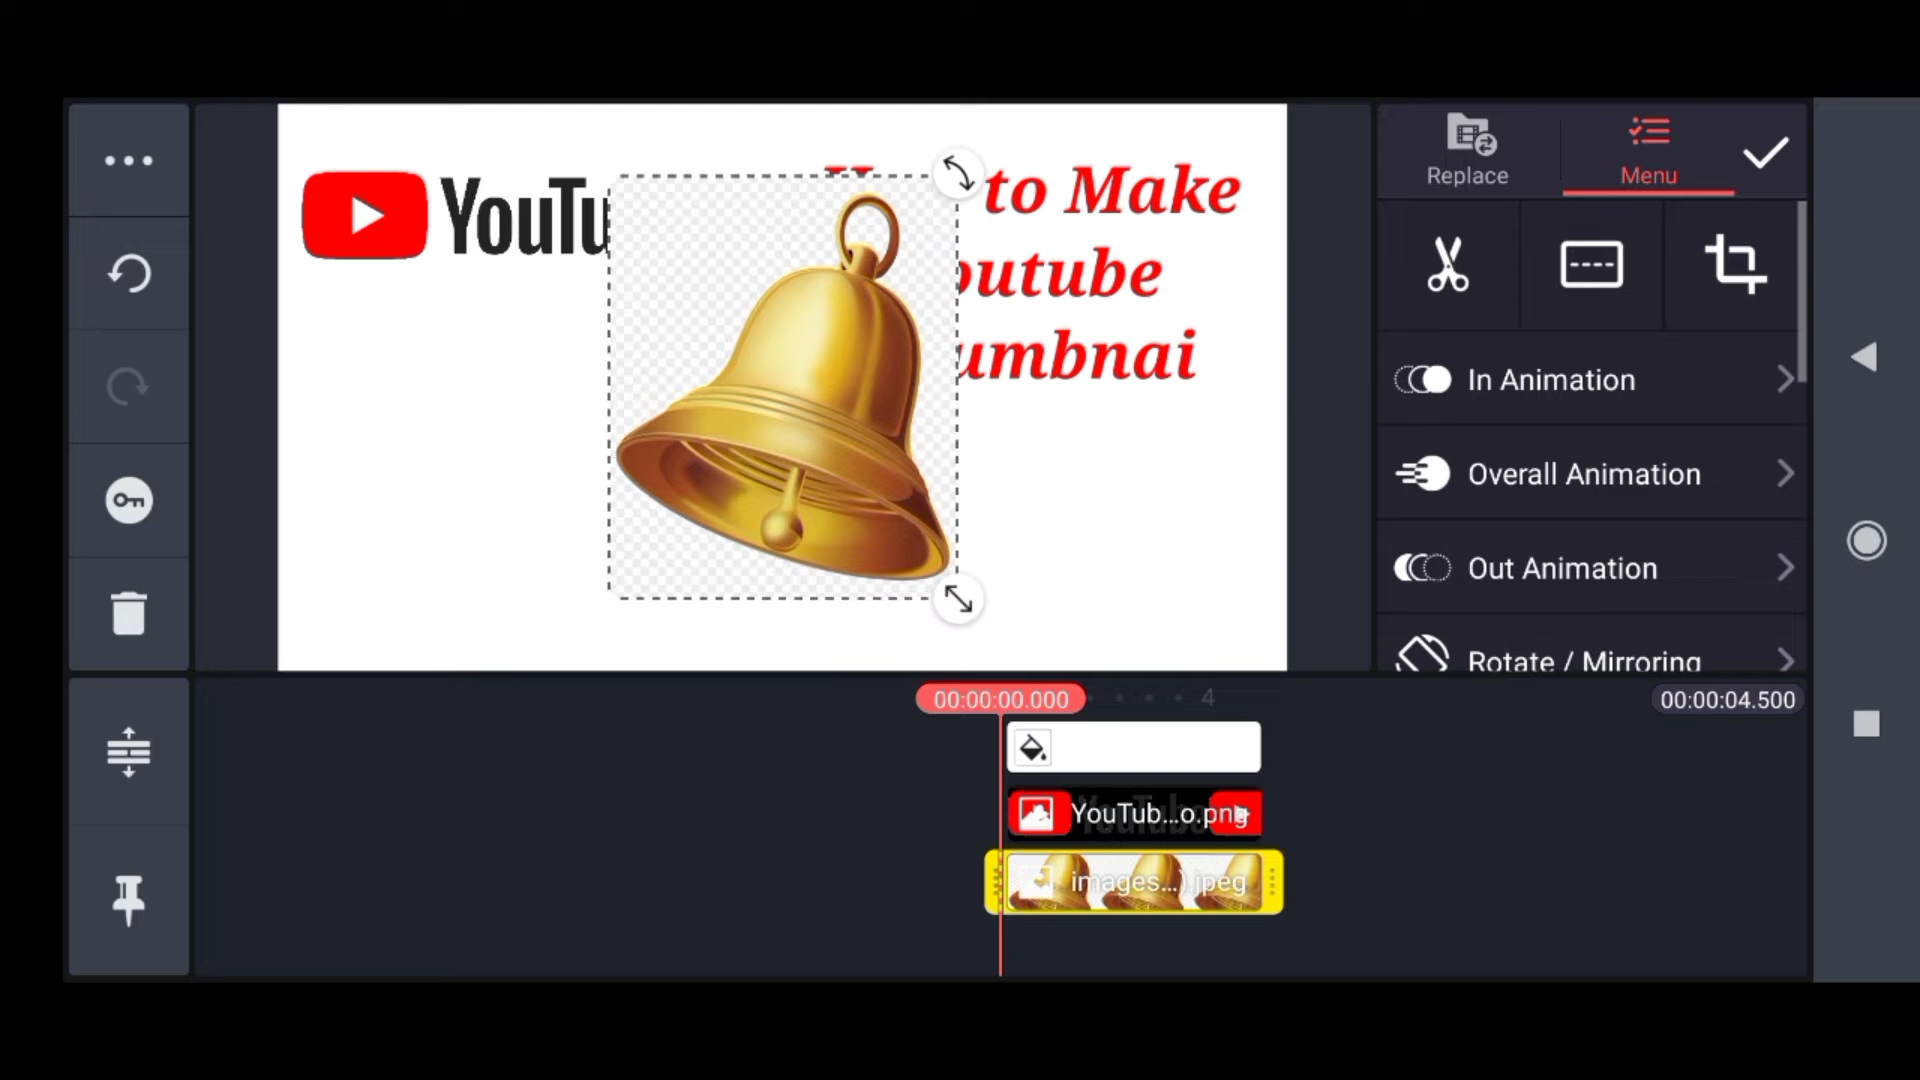 Replace
Menu
YouTu
to Make
outube
umbnai
In Animation
Overall Animation
Out Animation
Rotate / Mirroring
00:00:00.000
4
00:00:04.500
YouTub...o.png
images...).jpeg